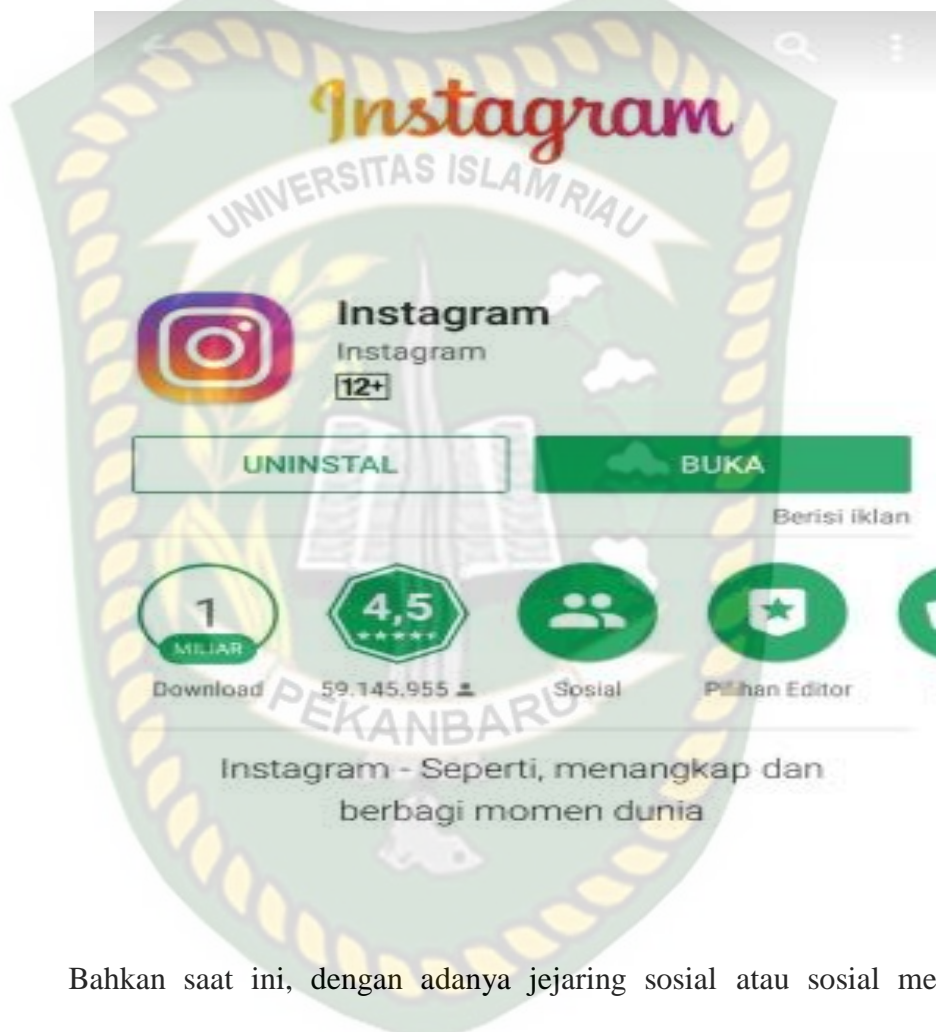 Instagram
UNIVERSITAS ISLAM RIAU
Instagram
Instagram
12+
UNINSTAL BUKA
Berisi iklan
1 MILIAR 4,5
Download 59.145.955 Sosial Pilihan Editor
PEKANBARU
Instagram - Seperti, menangkap dan
berbagi momen dunia
Bahkan saat ini, dengan adanya jejaring sosial atau sosial me